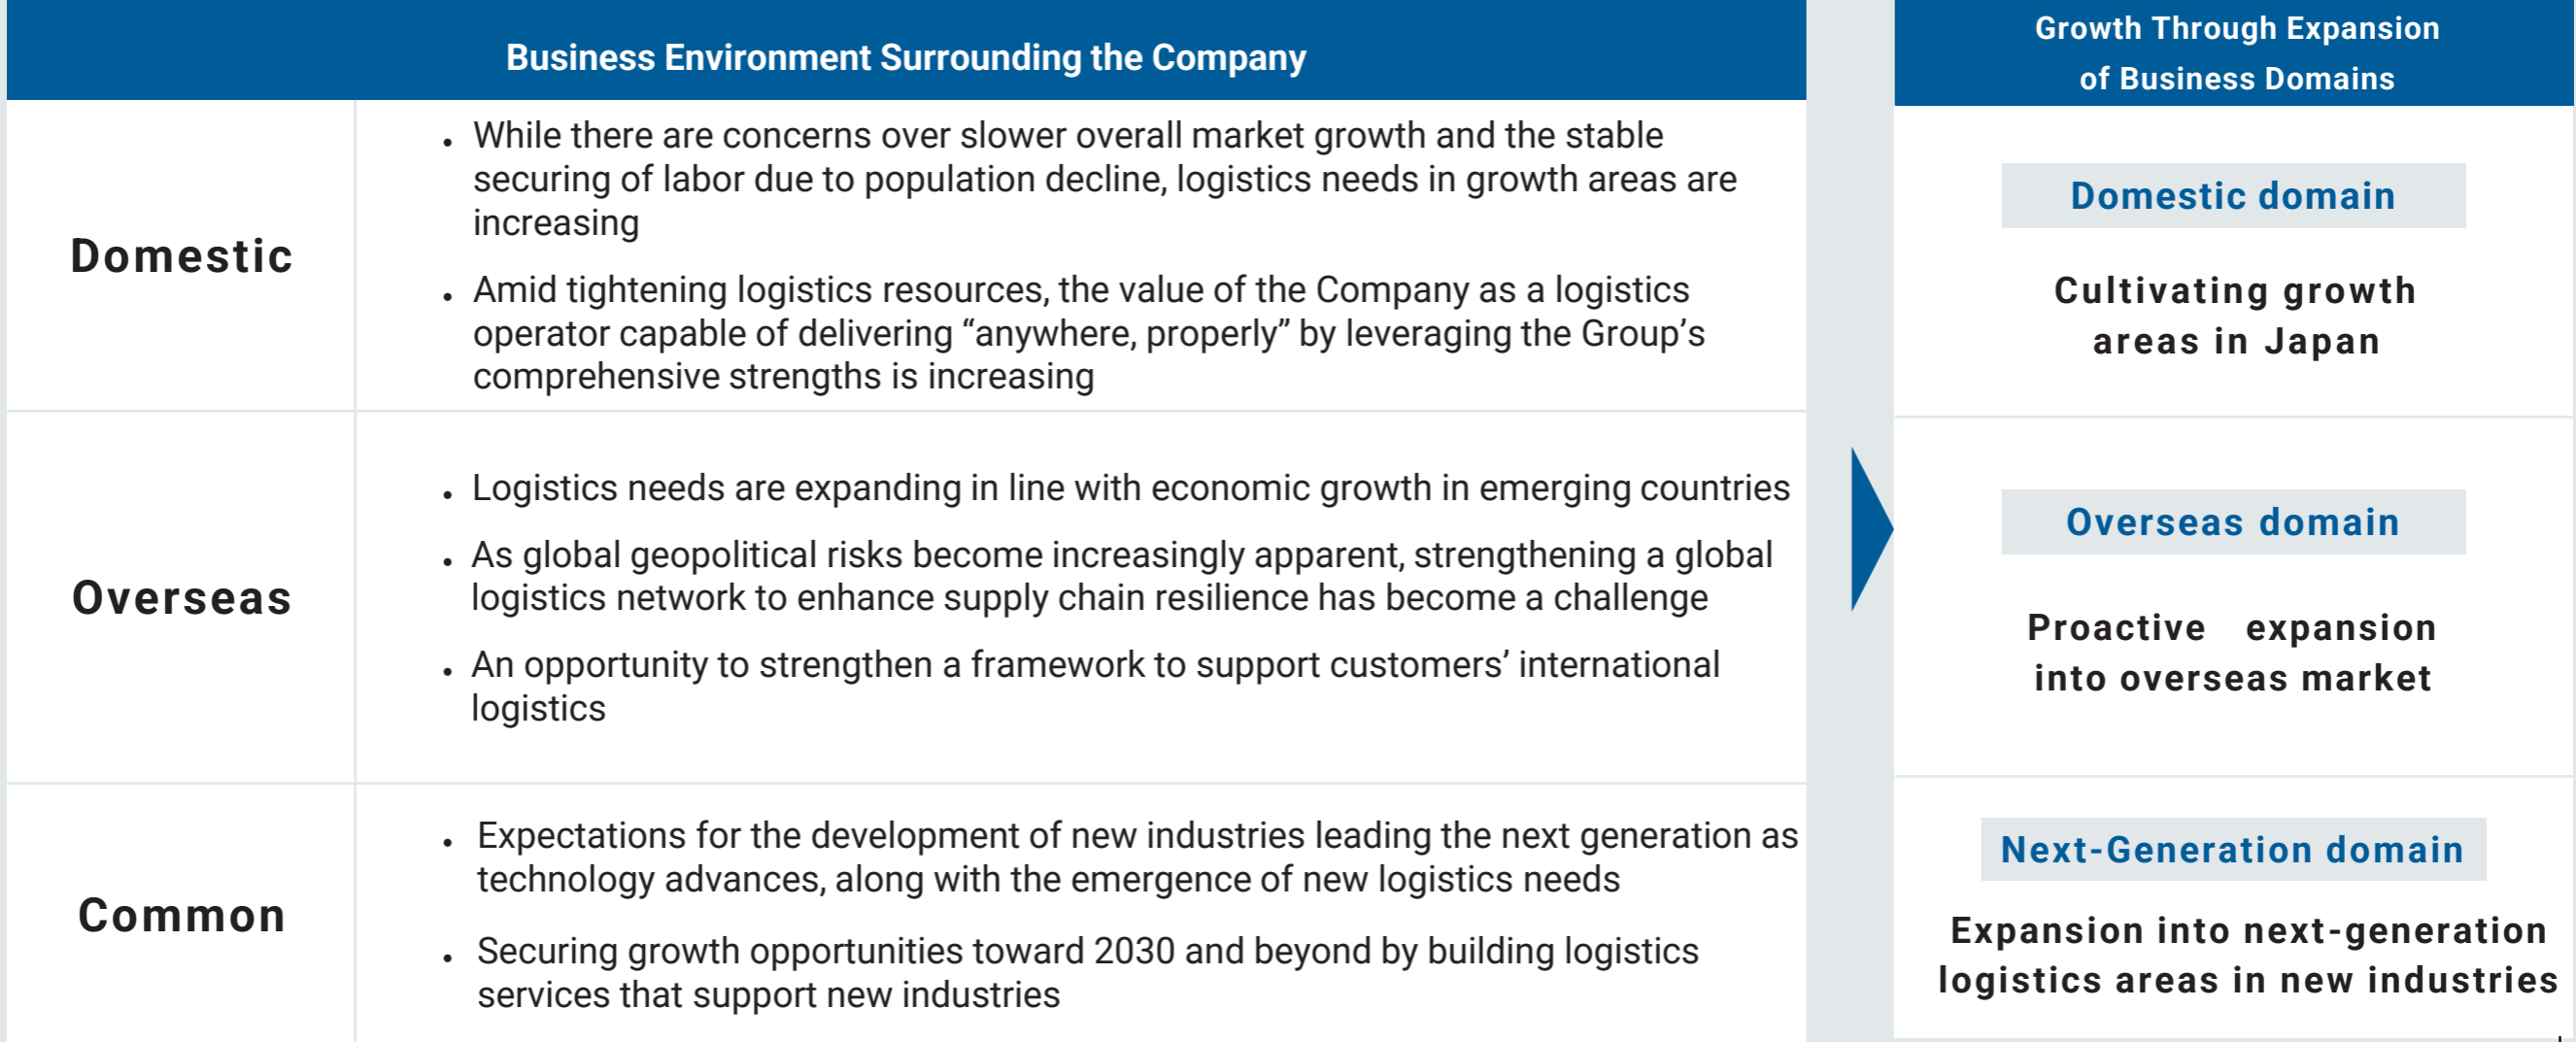 Business Environment Surrounding the Company
Domestic
• While there are concerns over slower overall market growth and the stable
securing of labor due to population decline, logistics needs in growth areas are
increasing
• Amid tightening logistics resources, the value of the Company as a logistics
operator capable of delivering “anywhere, properly” by leveraging the Group’s
comprehensive strengths is increasing
Overseas
• Logistics needs are expanding in line with economic growth in emerging countries
• As global geopolitical risks become increasingly apparent, strengthening a global
logistics network to enhance supply chain resilience has become a challenge
• An opportunity to strengthen a framework to support customers’ international
logistics
Common
• Expectations for the development of new industries leading the next generation as
technology advances, along with the emergence of new logistics needs
• Securing growth opportunities toward 2030 and beyond by building logistics
services that support new industries
Growth Through Expansion
of Business Domains
Domestic domain
Cultivating growth
areas in Japan
Overseas domain
Proactive expansion
into overseas market
Next-Generation domain
Expansion into next-generation
logistics areas in new industries